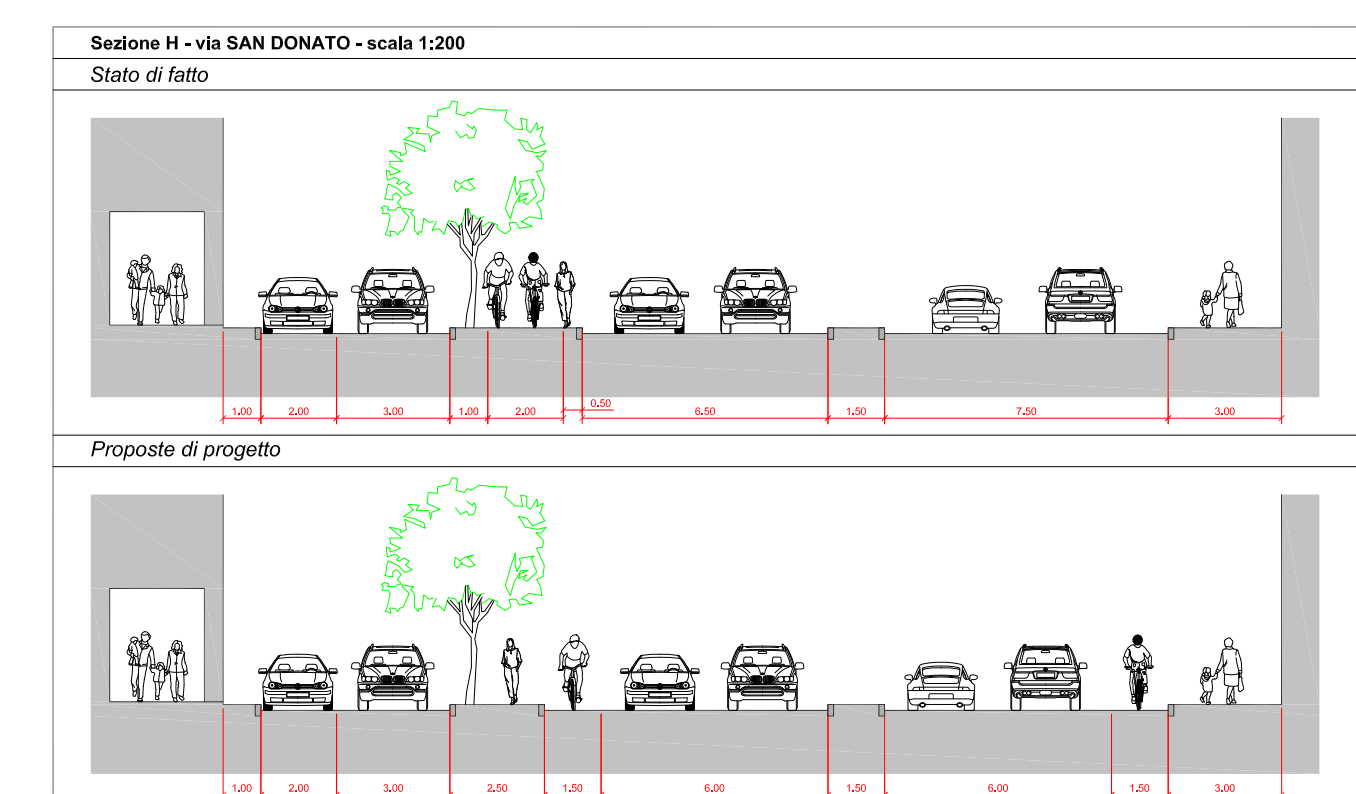 Sezione H - via SAN DONATO - scala 1:200
Stato di fatto
1.00 2.00 3.00 1.00 2.00 0.50 6.50 1.50 7.50 3.00
Proposte di progetto
1.00 2.00 3.00 2.50 1.50 6.00 1.50 6.00 1.50 3.00